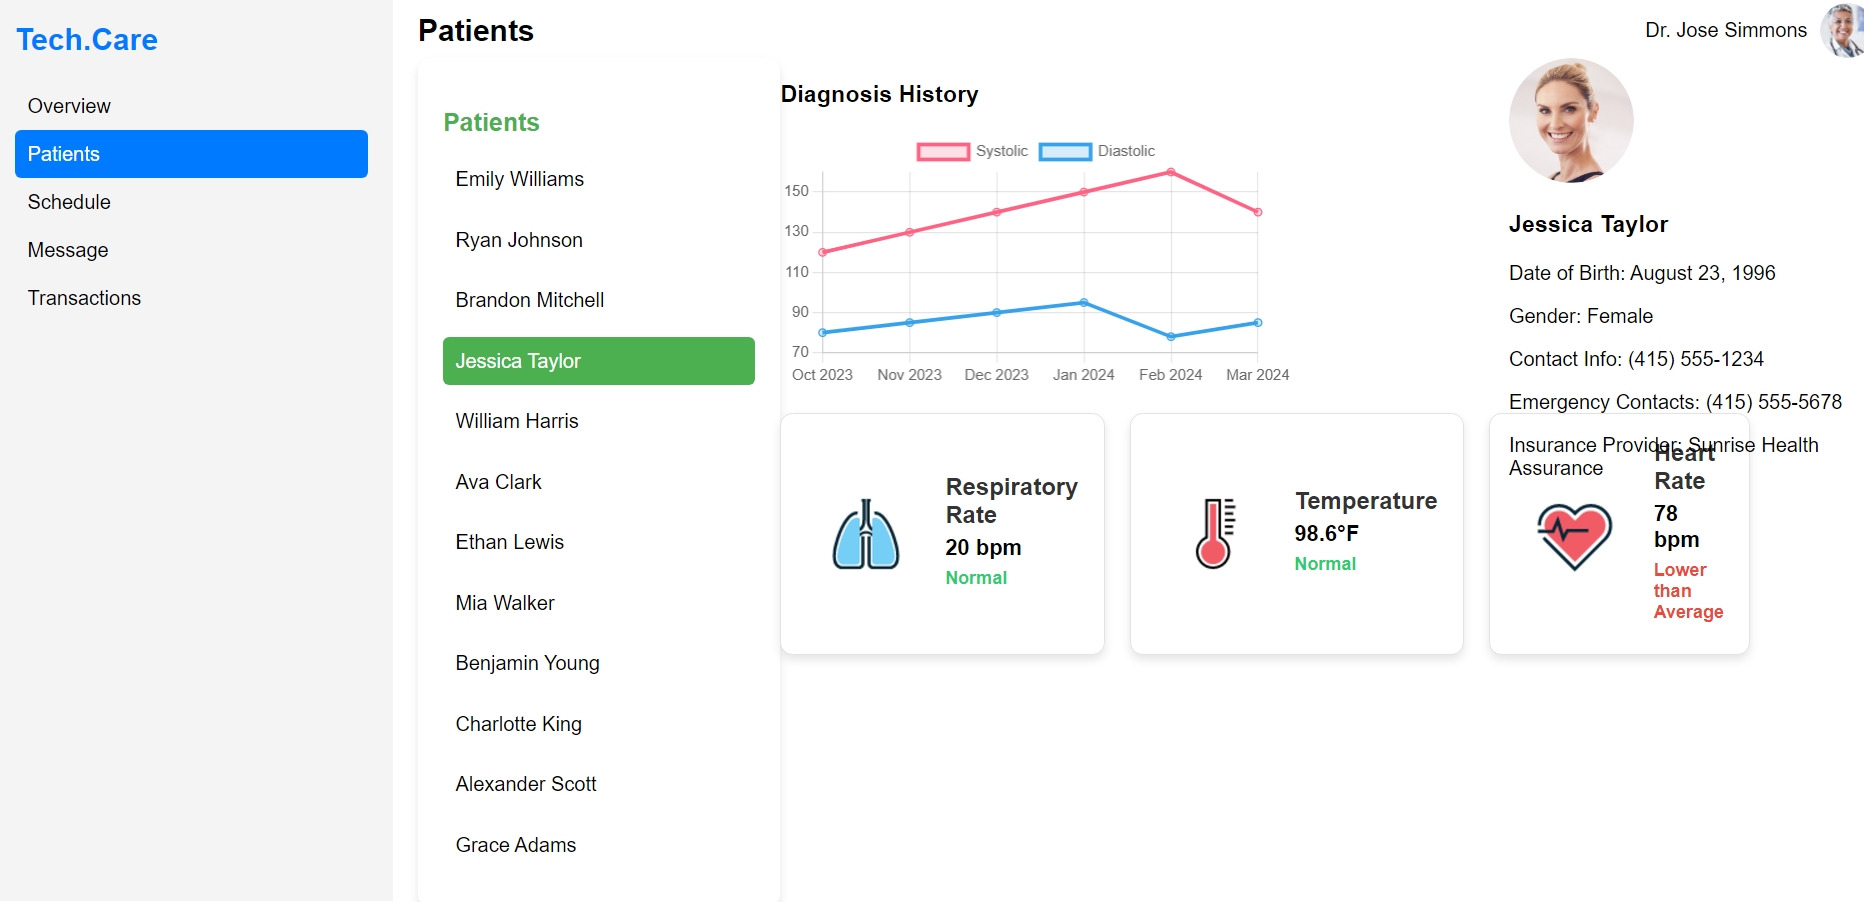 Tech.Care
Overview
Patients
Schedule
Message
Transactions
Patients
Dr. Jose Simmons
Patients
Emily Williams
Ryan Johnson
Brandon Mitchell
Jessica Taylor
William Harris
Ava Clark
Ethan Lewis
Mia Walker
Benjamin Young
Charlotte King
Alexander Scott
Grace Adams
Diagnosis History
Systolic Diastolic
150
130
110
90
70
Oct 2023 Nov 2023 Dec 2023 Jan 2024 Feb 2024 Mar 2024
Respiratory
Rate
20 bpm
Normal
Temperature
98.6°F
Normal
Heart
Rate
78
bpm
Lower
than
Average
Jessica Taylor
Date of Birth: August 23, 1996
Gender: Female
Contact Info: (415) 555-1234
Emergency Contacts: (415) 555-5678
Insurance Provider: Sunrise Health
Assurance